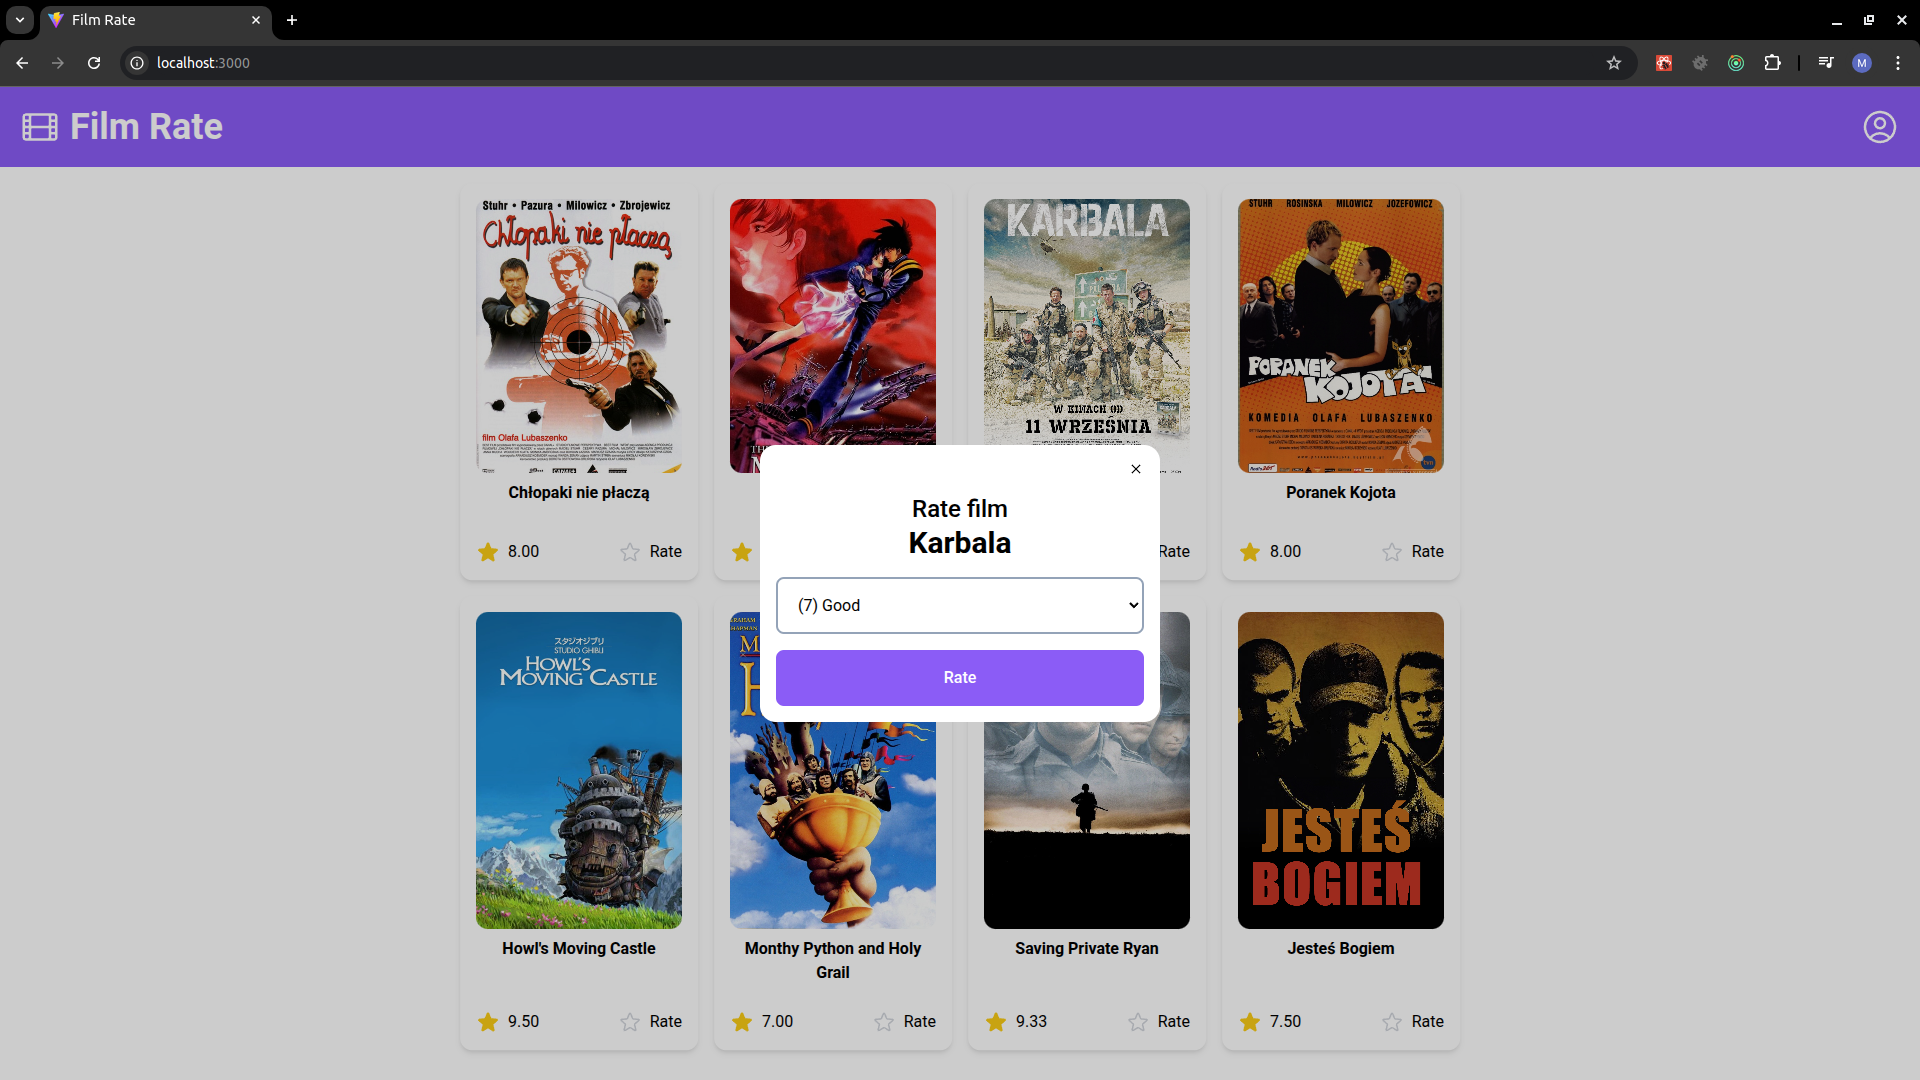 Film Rate
localhost:3000
M
Film Rate
Stuhr • Pazura • Milowicz • Zbrojewicz
Chłopaki nie płaczą
film Olafa Lubaszenko
Chłopaki nie płaczą
8.00
Rate
KARBALA
W KINACH OD
11 WRZEŚNIA
Rate
STUHR ROSIŃSKA MILOWICZ JÓZEFOWICZ
PORANEK
KOJOTA
KOMEDIA OLAFA LUBASZENKO
Poranek Kojota
8.00
Rate
Rate film
Karbala
(7) Good
Rate
スタジオジブリ
STUDIO GHIBLI
HOWL'S
MOVING CASTLE
Howl's Moving Castle
9.50
Rate
Monthy Python and Holy
Grail
7.00
Rate
Saving Private Ryan
9.33
Rate
JESTEŚ
BOGIEM
Jesteś Bogiem
7.50
Rate